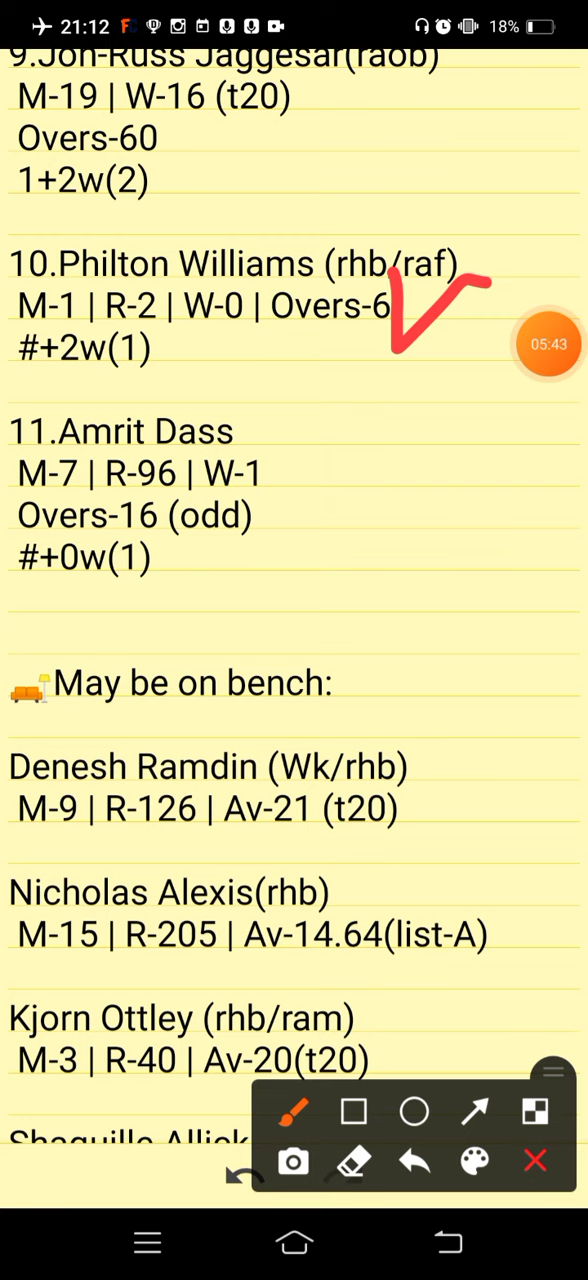 21:12
18%
9.Jon-Russ Jaggesar(raob)
M-19 | W-16 (t20)
Overs-60
1+2w(2)
10.Philton Williams (rhb/raf)
M-1 | R-2 | W-0 | Overs-6
#+2w(1)
05:43
11.Amrit Dass
M-7 | R-96 | W-1
Overs-16 (odd)
#+0w(1)
May be on bench:
Denesh Ramdin (Wk/rhb)
M-9 | R-126 | Av-21 (t20)
Nicholas Alexis(rhb)
M-15 | R-205 | Av-14.64(list-A)
Kjorn Ottley (rhb/ram)
M-3 | R-40 | Av-20(t20)